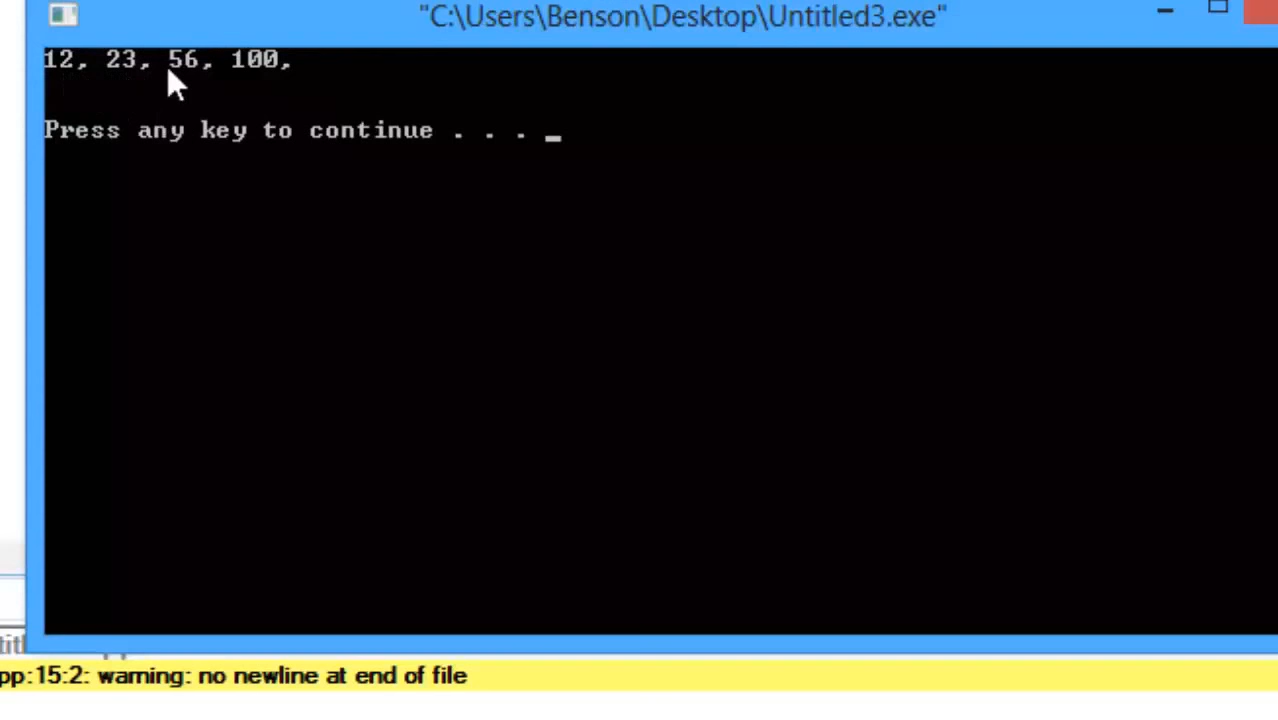 "C:\Users\Benson\Desktop\Untitled3.exe"
12, 23, 56, 100,
Press any key to continue . . . _
pp:15:2: warning: no newline at end of file